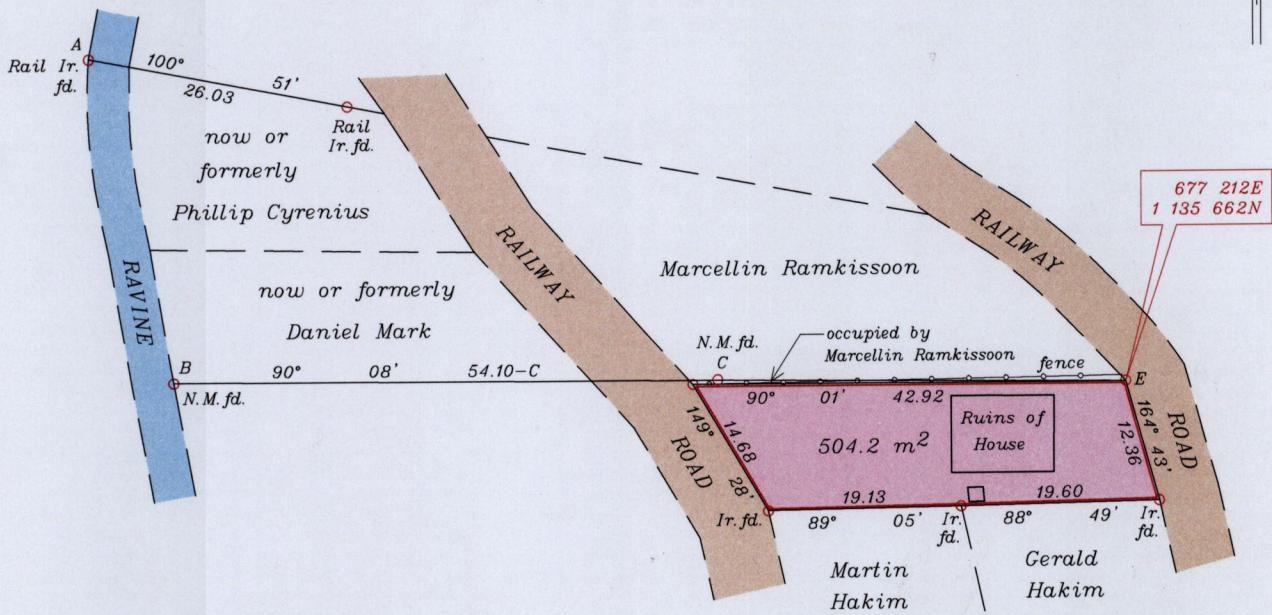 A
Rail Ir.
fd.
100° 51'
26.03
Rail
Ir. fd.
now or
formerly
Phillip Cyrenius
RAVINE
now or formerly
Daniel Mark
B
N.M. fd.
90° 08' 54.10-C
RAILWAY
ROAD
RAILWAY
ROAD
677 212E
1 135 662N
Marcellin Ramkissoon
N.M. fd.
C
occupied by
Marcellin Ramkissoon
fence
E
90° 01' 42.92
149° 28'
14.68
504.2 m²
Ruins of
House
164° 43'
12.36
Ir. fd.
19.13
89° 05'
Ir.
fd.
19.60
88° 49'
Ir.
fd.
Martin
Hakim
Gerald
Hakim